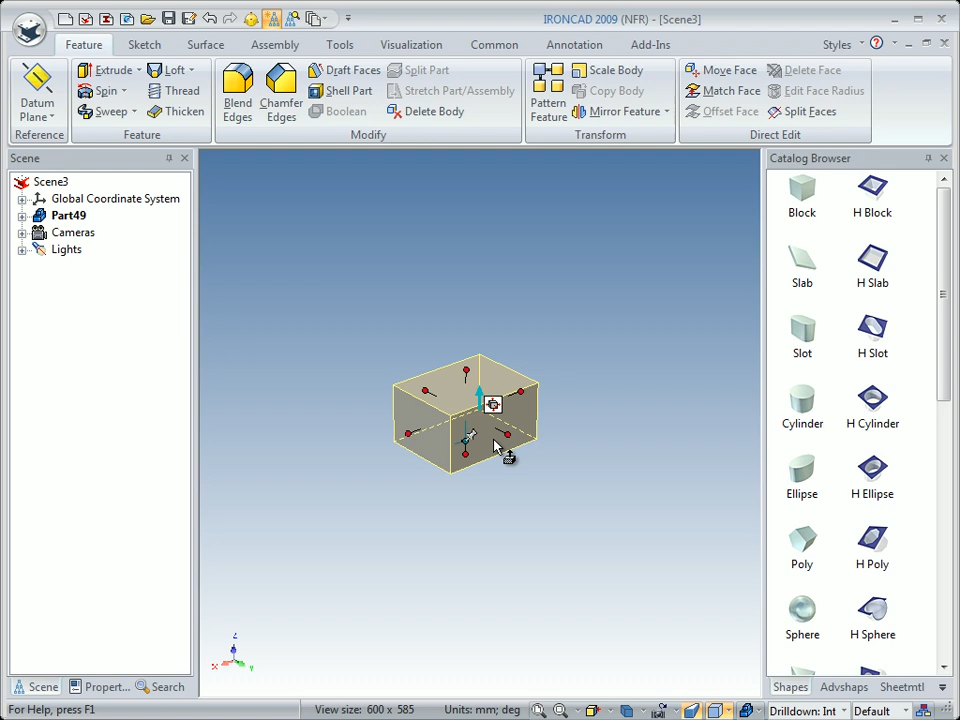 IRONCAD 2009 (NFR) - [Scene3]
Feature Sketch Surface Assembly Tools Visualization Common Annotation Add-Ins Styles
Datum Plane
Reference
Extrude Loft
Spin Thread
Sweep Thicken
Feature
Blend Edges
Chamfer Edges
Draft Faces Split Part
Shell Part Stretch Part/Assembly
Boolean Delete Body
Modify
Pattern Feature
Scale Body
Copy Body
Mirror Feature
Transform
Move Face Delete Face
Match Face Edit Face Radius
Offset Face Split Faces
Direct Edit
Scene
Scene3
Global Coordinate System
Part49
Cameras
Lights
Z
X
Y
Catalog Browser
Block H Block
Slab H Slab
Slot H Slot
Cylinder H Cylinder
Ellipse H Ellipse
Poly H Poly
Sphere H Sphere
Scene Propert... Search
Shapes Advshaps Sheetmtl
For Help, press F1 View size: 600 x 585 Units: mm; deg Drilldown: Int Default